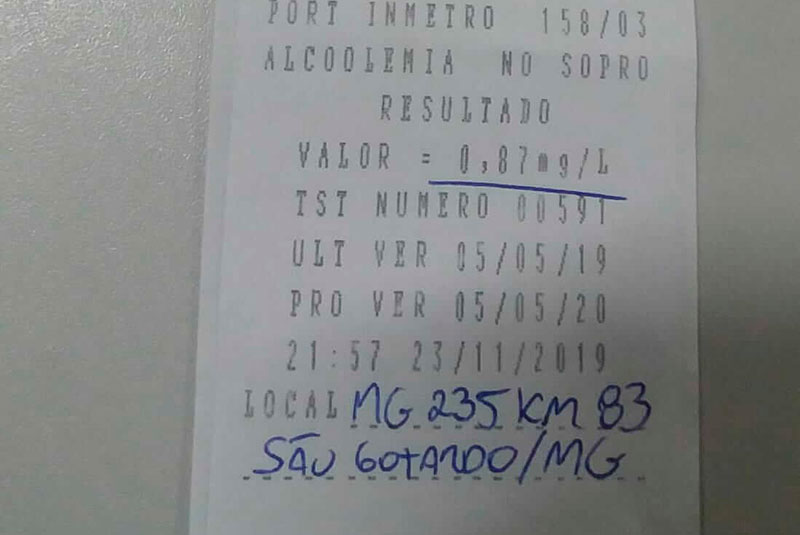 PORT INMETRO 158/03
ALCOOLEMIA NO SOPRO
RESULTADO
VALOR = 0,87mg/L
TST NUMERO 00591
ULT VER 05/05/19
PRO VER 05/05/20
21:57 23/11/2019
LOCAL MG 235 KM 83
SÃO GOTARDO/MG